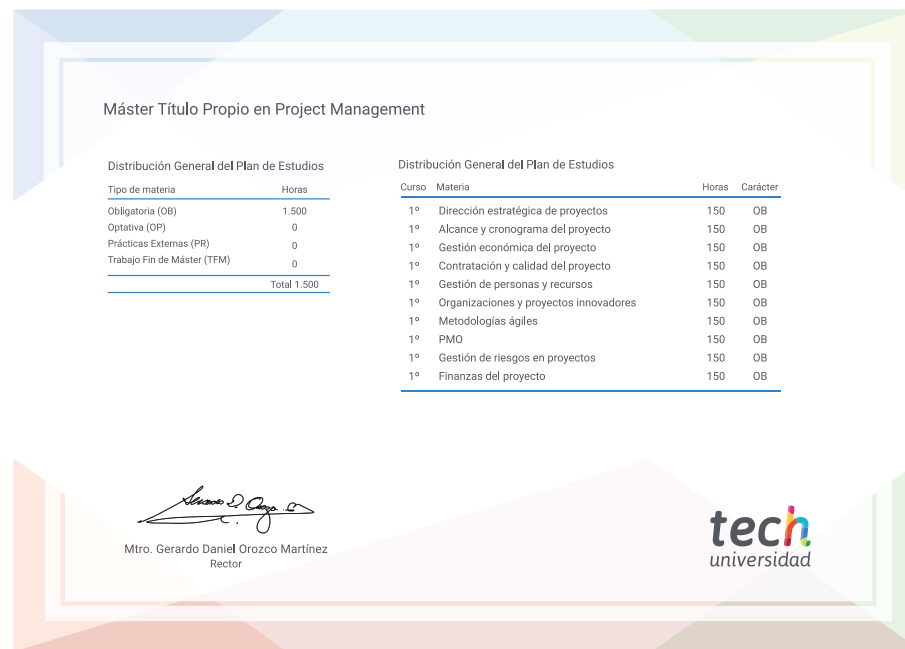 Máster Título Propio en Project Management
Distribución General del Plan de Estudios
Tipo de materia Horas
Obligatoria (OB) 1.500
Optativa (OP) 0
Prácticas Externas (PR) 0
Trabajo Fin de Máster (TFM) 0
Total 1.500
Distribución General del Plan de Estudios
Curso Materia Horas Carácter
1º Dirección estratégica de proyectos 150 OB
1º Alcance y cronograma del proyecto 150 OB
1º Gestión económica del proyecto 150 OB
1º Contratación y calidad del proyecto 150 OB
1º Gestión de personas y recursos 150 OB
1º Organizaciones y proyectos innovadores 150 OB
1º Metodologías ágiles 150 OB
1º PMO 150 OB
1º Gestión de riesgos en proyectos 150 OB
1º Finanzas del proyecto 150 OB
Mtro. Gerardo Daniel Orozco Martínez
Rector
tech
universidad